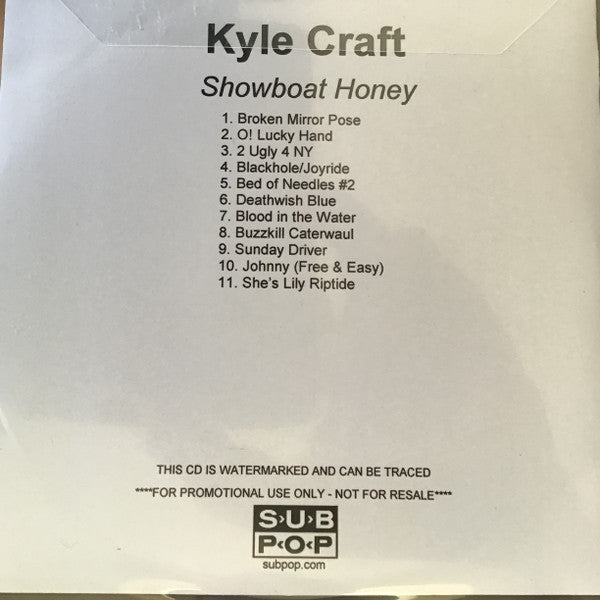 Kyle Craft
Showboat Honey
1. Broken Mirror Pose
2. O! Lucky Hand
3. 2 Ugly 4 NY
4. Blackhole/Joyride
5. Bed of Needles #2
6. Deathwish Blue
7. Blood in the Water
8. Buzzkill Caterwaul
9. Sunday Driver
10. Johnny (Free & Easy)
11. She's Lily Riptide
THIS CD IS WATERMARKED AND CAN BE TRACED
****FOR PROMOTIONAL USE ONLY - NOT FOR RESALE****
S›U›B
P‹O‹P
subpop.com